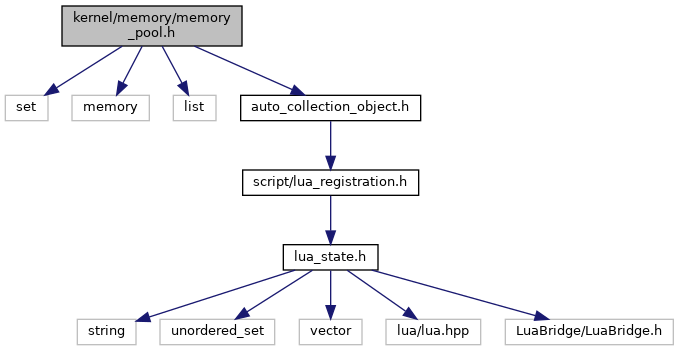 kernel/memory/memory
_pool.h
set
memory
list
auto_collection_object.h
script/lua_registration.h
lua_state.h
string
unordered_set
vector
lua/lua.hpp
LuaBridge/LuaBridge.h